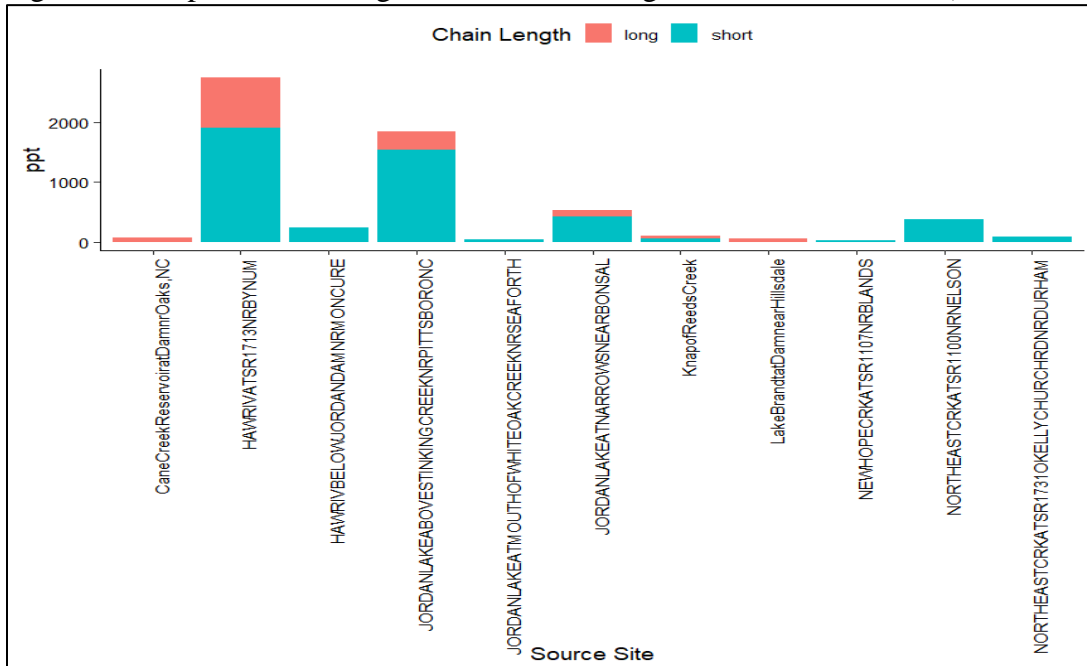 Chain Length long short
2000
1000
0
ppt
CaneCreekReservoiratDamnrOaks,NC
HAWRIVATSR1713NRBYNUM
HAWRIVBELOWJORDANDAMNRMONCURE
JORDANLAKEABOVESTINKINGCREEKNRPITTSBORONC
JORDANLAKEATMOUTHOFWHITEOAKCREEKNRSEAFORTH
JORDANLAKEATNARROWSNEARBONSAL
KnapofReedsCreek
LakeBrandtatDamnearHillsdale
NEWHOPECRKATSR1107NRBLANDS
NORTHEASTCRKATSR1100NRNELSON
NORTHEASTCRKATSR1731OKELLYCHURCHRDNRDURHAM
Source Site